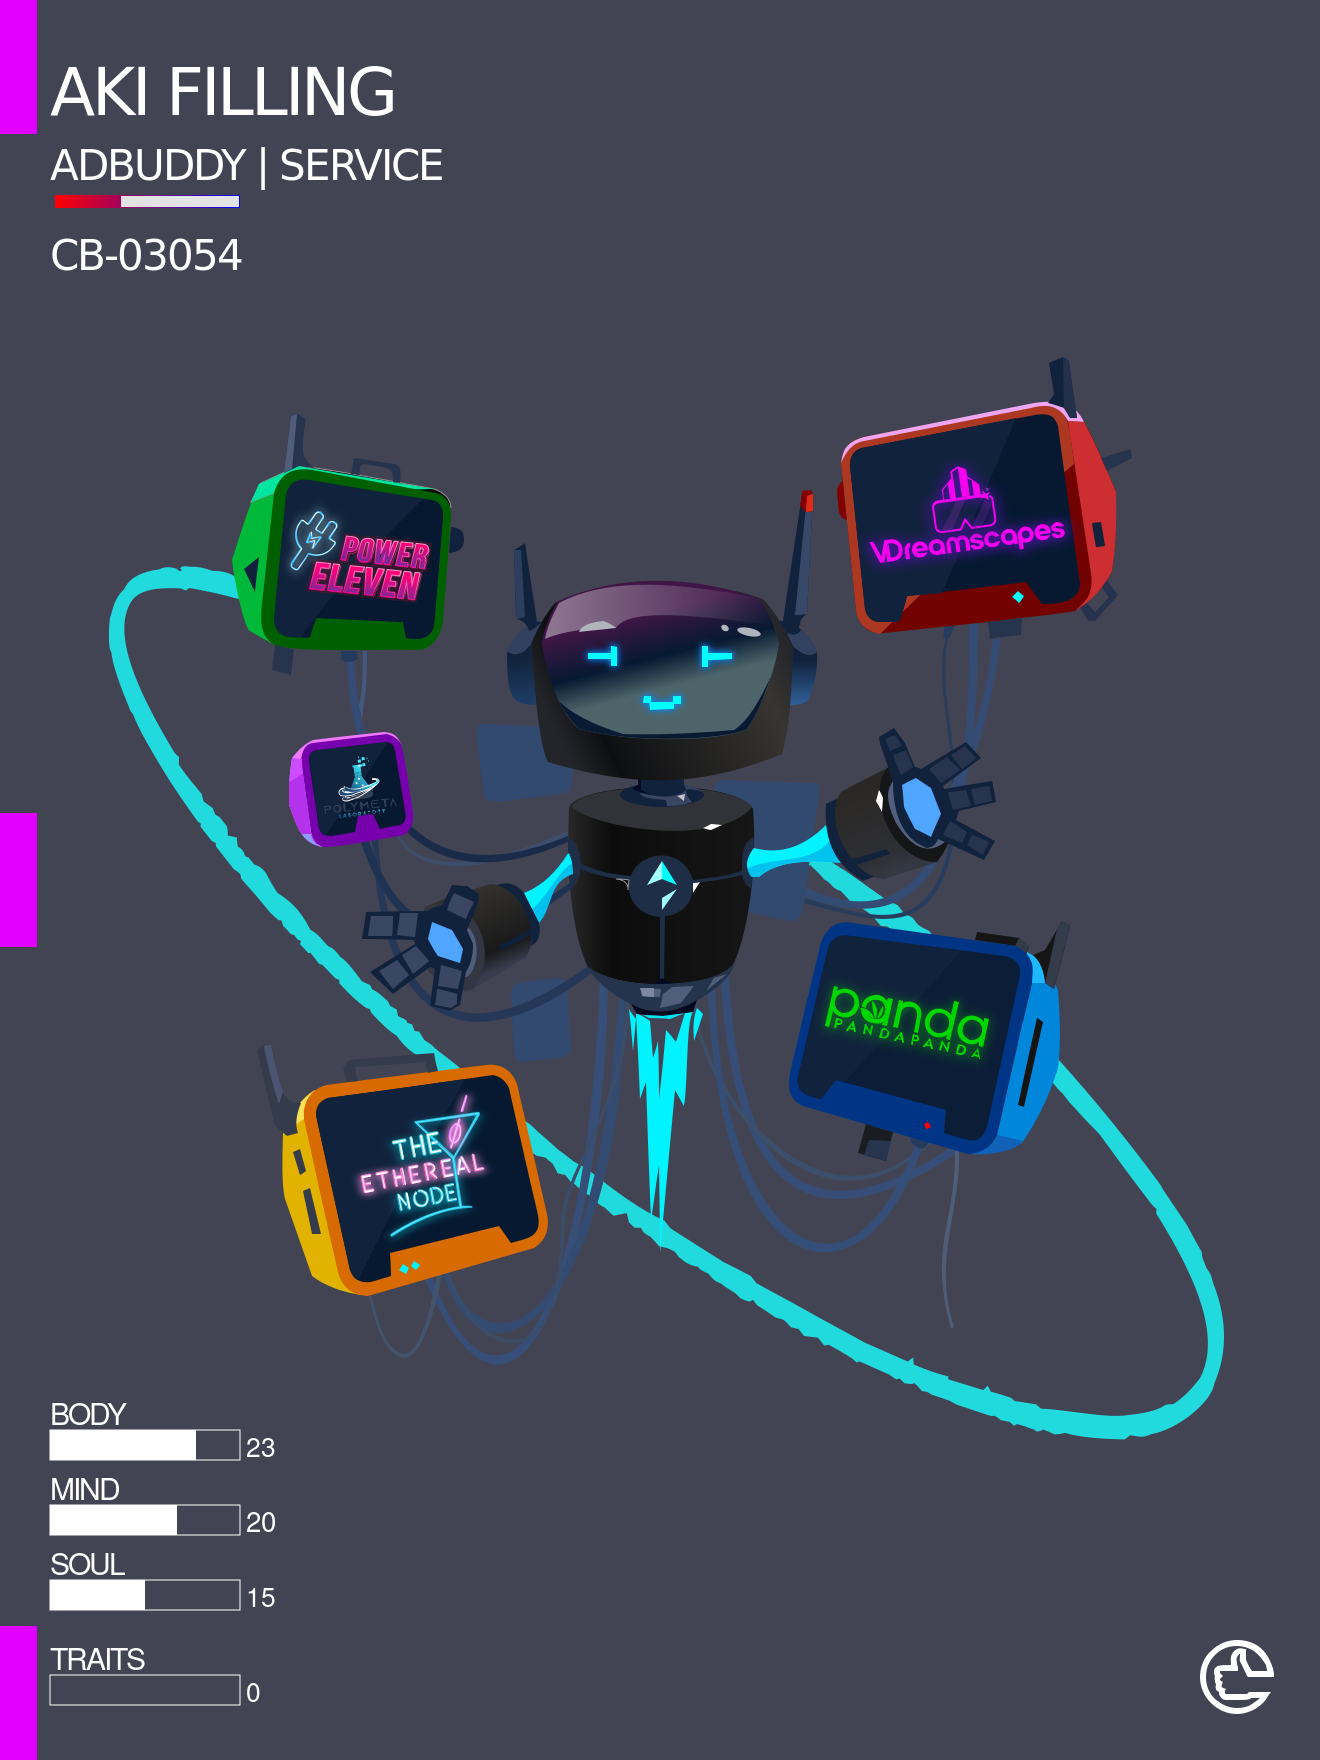 AKI FILLING
ADBUDDY | SERVICE
CB-03054
POWER
ELEVEN
VDreamscapes
POLYMETA
LABORATORY
panda
PANDAPANDA
THE
ETHEREAL
NODE
BODY
23
MIND
20
SOUL
15
TRAITS
0